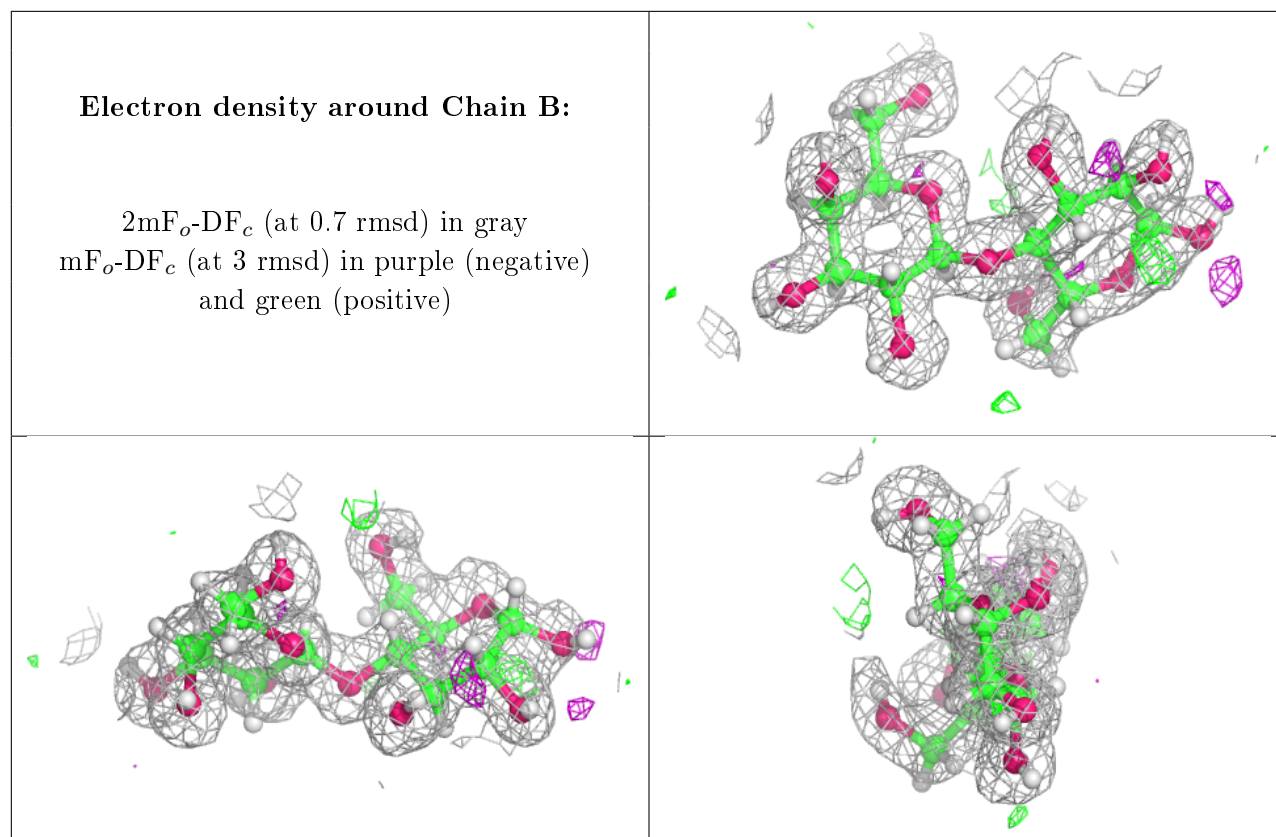 Electron density around Chain B:
2mFₒ-DF𝒸 (at 0.7 rmsd) in gray
mFₒ-DF𝒸 (at 3 rmsd) in purple (negative)
and green (positive)